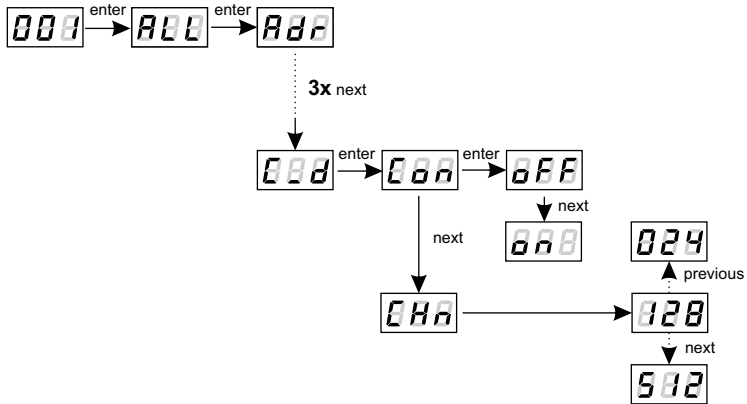 001 enter ALL enter Adr
3x next
C_d enter Con enter oFF
next
on
next
024
previous
CHn 128
next
512